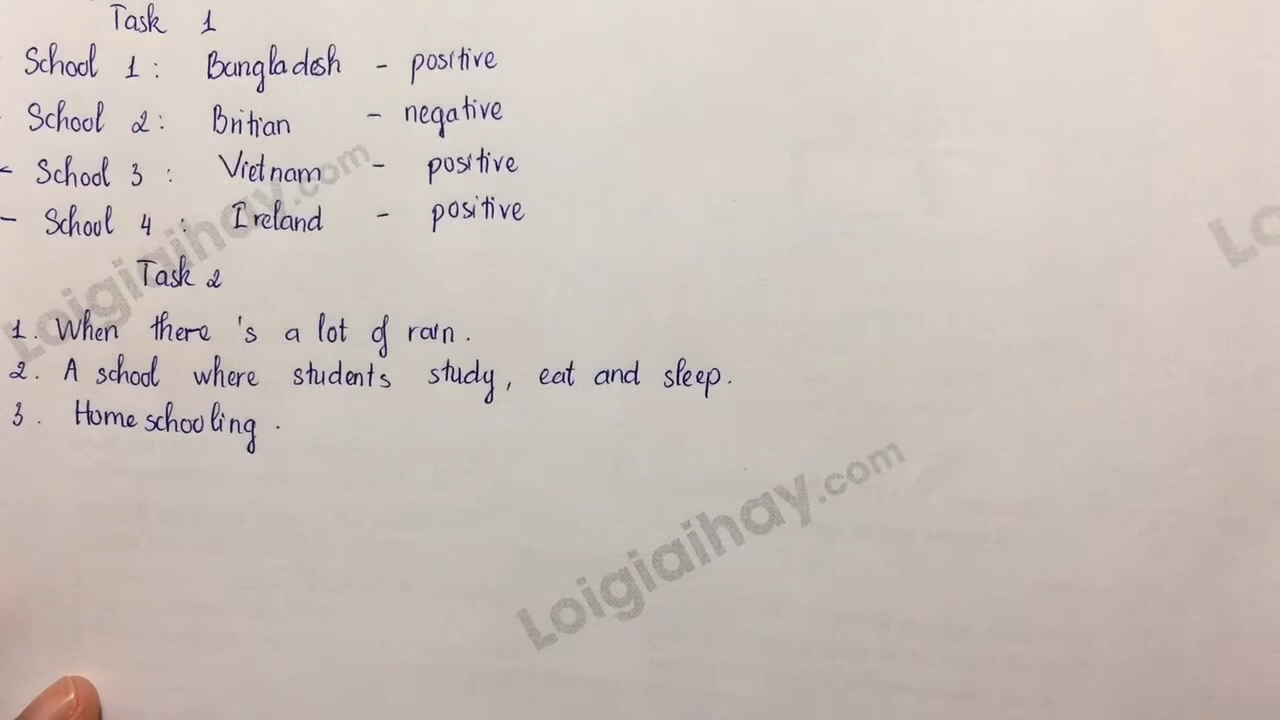 Task 1
School 1 : Bangladesh - positive
School 2 : Britian - negative
- School 3 : Vietnam - positive
- School 4 : Ireland - positive
Task 2
1. When there 's a lot of rain.
2. A school where students study, eat and sleep.
3. Home schooling.
Loigiaihay.com
Loigiaihay.com
Lo